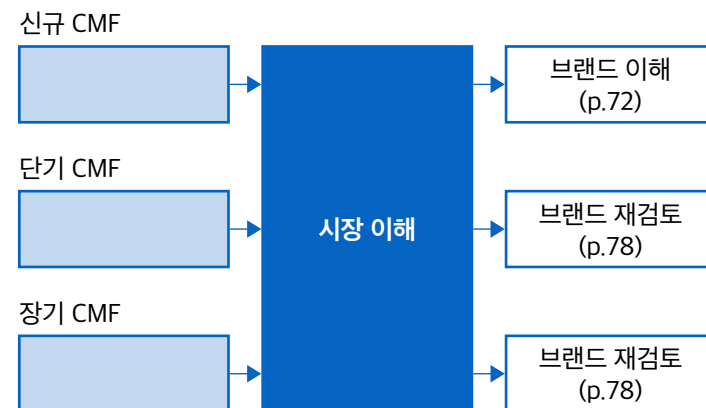 신규 CMF
브랜드 이해
(p.72)
단기 CMF
시장 이해
브랜드 재검토
(p.78)
장기 CMF
브랜드 재검토
(p.78)